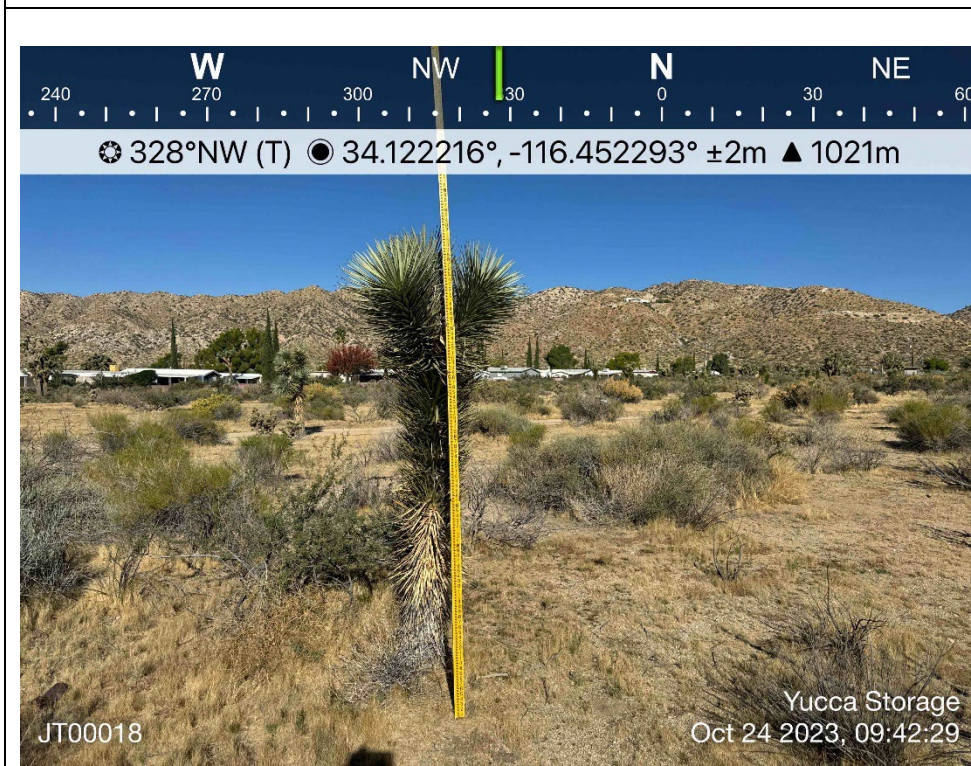 W NW N NE
240 270 300 30 0 30 60
328°NW (T) 34.122216°, -116.452293° ±2m ▲ 1021m
Yucca Storage
JT00018 Oct 24 2023, 09:42:29